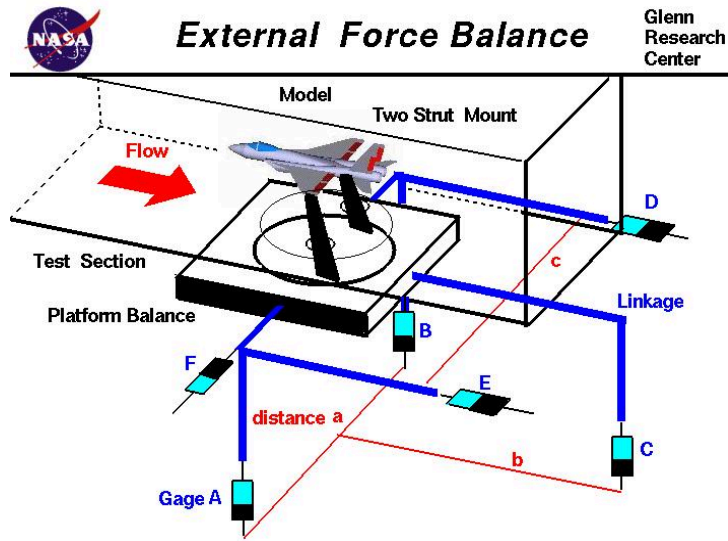 NASA
External Force Balance
Glenn
Research
Center
Model
Two Strut Mount
Flow
D
Test Section
c
Linkage
Platform Balance
B
F
E
distance a
b
C
Gage A